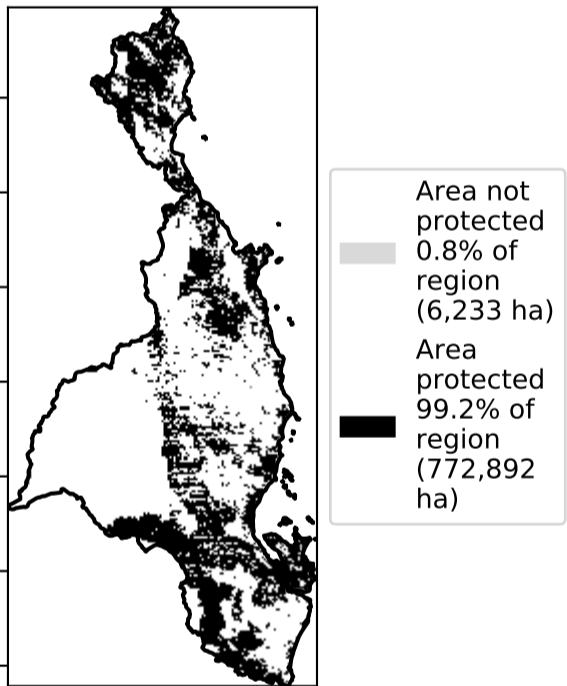 Area not
protected
0.8% of
region
(6,233 ha)
Area
protected
99.2% of
region
(772,892
ha)